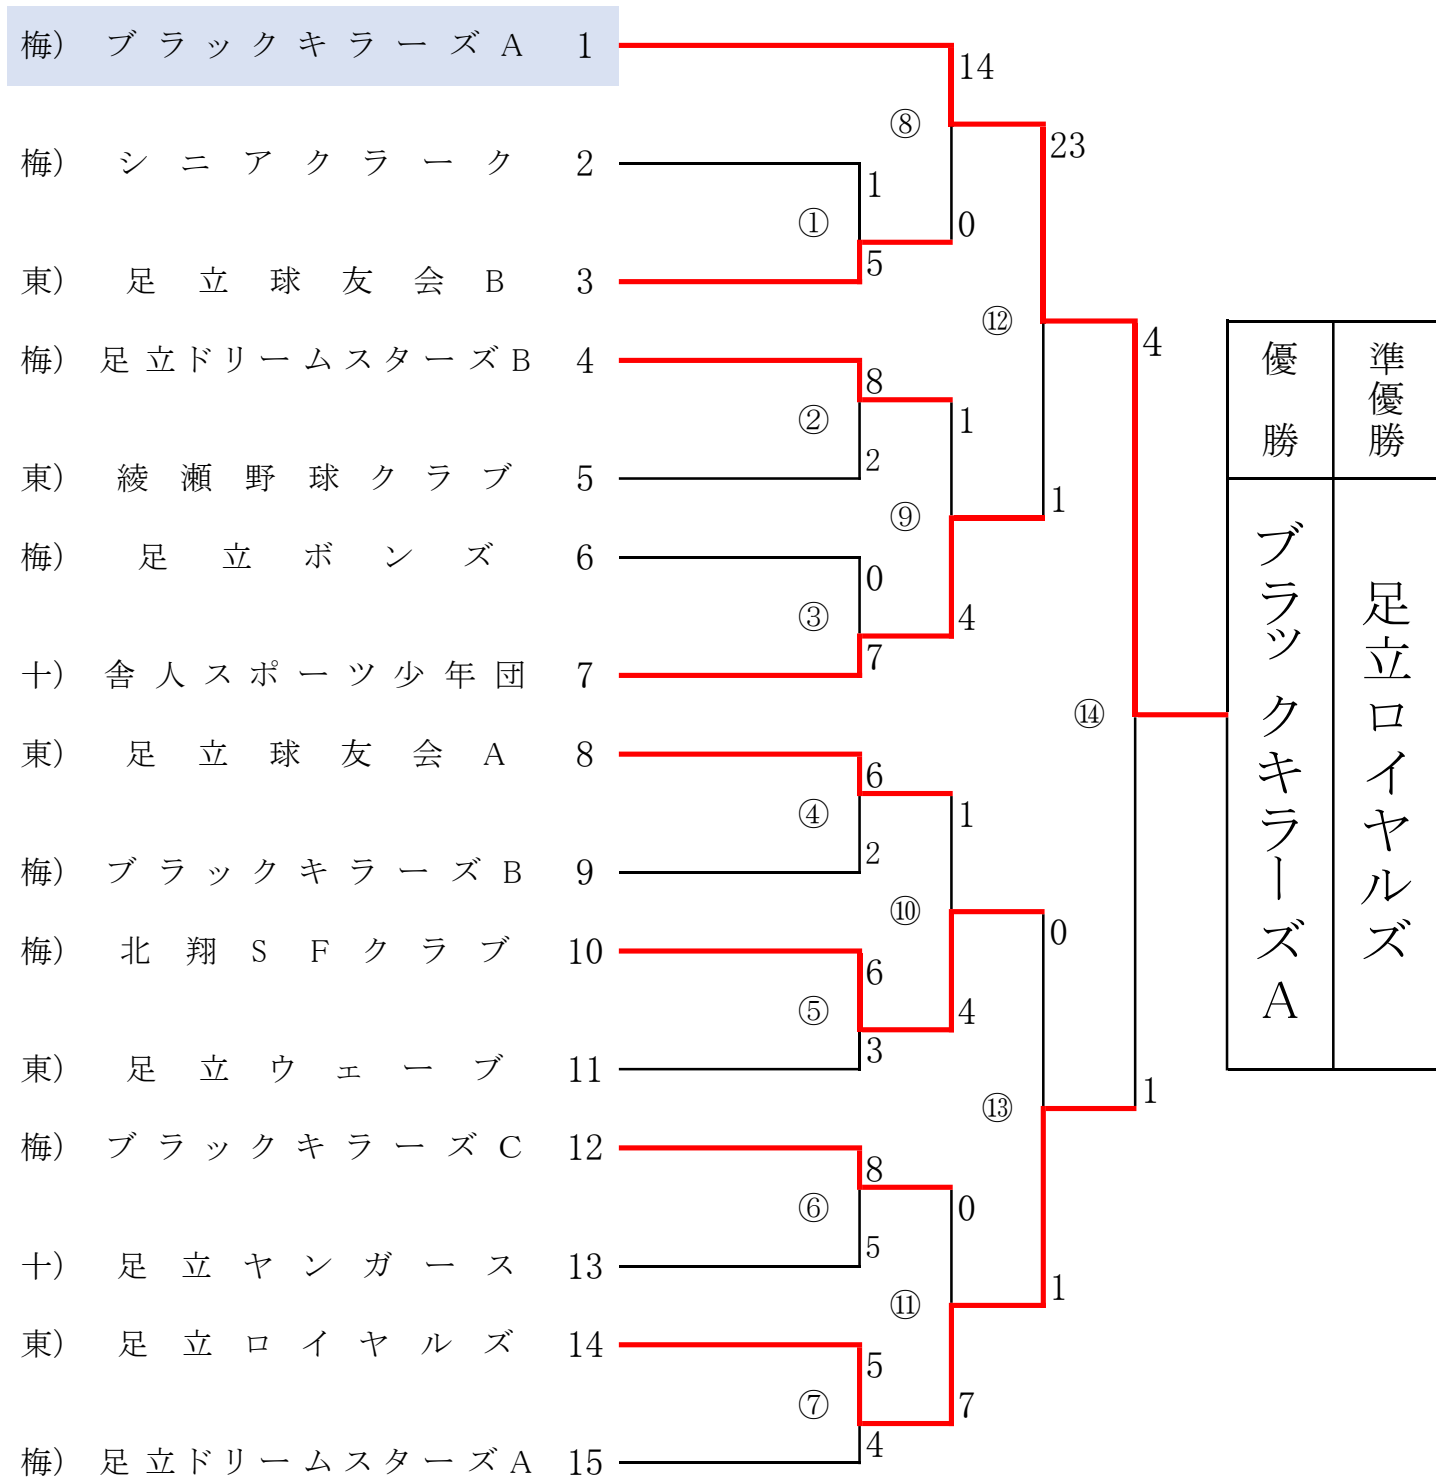 梅) ブラックキラーズA 1
14
⑧
23
梅) シニアクラーク 2
1
①
0
5
東) 足立球友会B 3
⑫
4
梅) 足立ドリームスターズB 4
8
②
1
2
東) 綾瀬野球クラブ 5
1
⑨
梅) 足立ボンズ 6
0
③
4
7
十) 舎人スポーツ少年団 7
⑭
東) 足立球友会A 8
6
④
1
2
梅) ブラックキラーズB 9
⑩
0
梅) 北翔SFクラブ 10
6
⑤
4
3
東) 足立ウェーブ 11
1
⑬
梅) ブラックキラーズC 12
8
⑥
0
5
十) 足立ヤンガース 13
1
⑪
東) 足立ロイヤルズ 14
5
⑦
7
4
梅) 足立ドリームスターズA 15
優勝
ブラックキラーズA
準優勝
足立ロイヤルズ